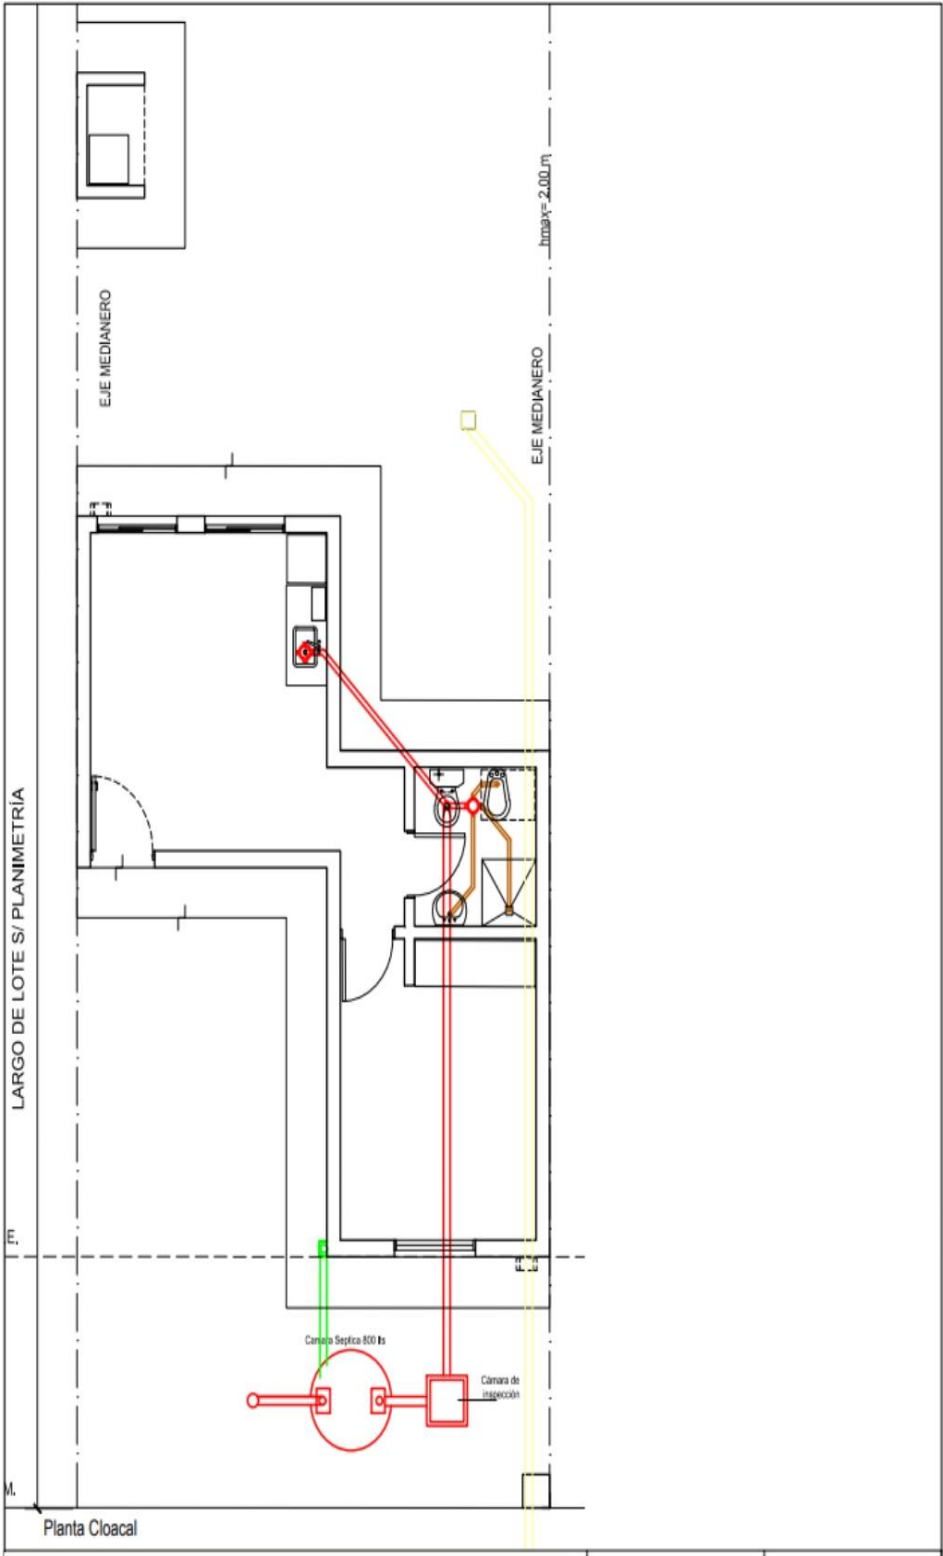 hmax= 2.00 m
EJE MEDIANERO
EJE MEDIANERO
LARGO DE LOTE S/ PLANIMETRÍA
E.
Camara Septica 800 lts
Cámara de
inspección
M.
Planta Cloacal